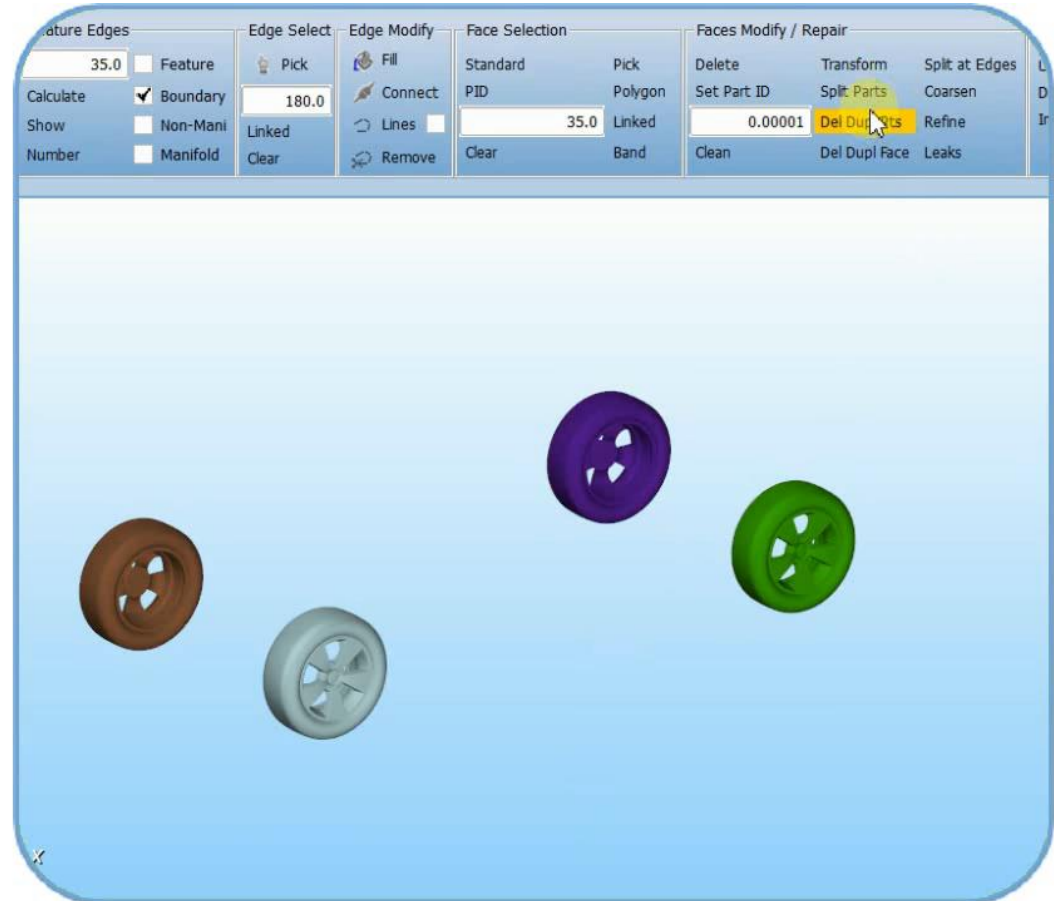 ature Edges
35.0 Feature
Calculate Boundary
Show Non-Mani
Number Manifold
Edge Select
Pick
180.0
Linked
Clear
Edge Modify
Fill
Connect
Lines
Remove
Face Selection
Standard Pick
PID Polygon
35.0 Linked
Clear Band
Faces Modify / Repair
Delete Transform Split at Edges
Set Part ID Split Parts Coarsen
0.00001 Del Dupl Pts Refine
Clean Del Dupl Face Leaks
D
X